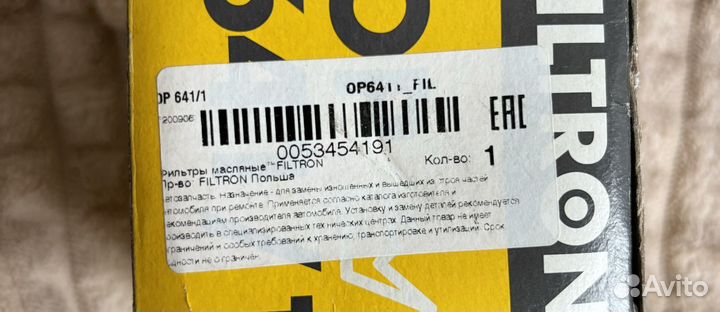 OP 641/1
OP6411_FIL
200906
0053454191
EAC
Фильтры масляные FILTRON
Кол-во: 1
Пр-во: FILTRON Польша
Автозапчасть. Назначение - для замены изношенных и вышедших из строя частей
автомобиля при ремонте. Применяется согласно каталога изготовителя и
рекомендациям производителя автомобиля. Установку и замену деталей рекомендуется
производить в специализированных технических центрах. Данный товар не имеет
ограничений и особых требований к хранению, транспортировке и утилизации. Срок
годности не ограничен.
FILTRON
Avito